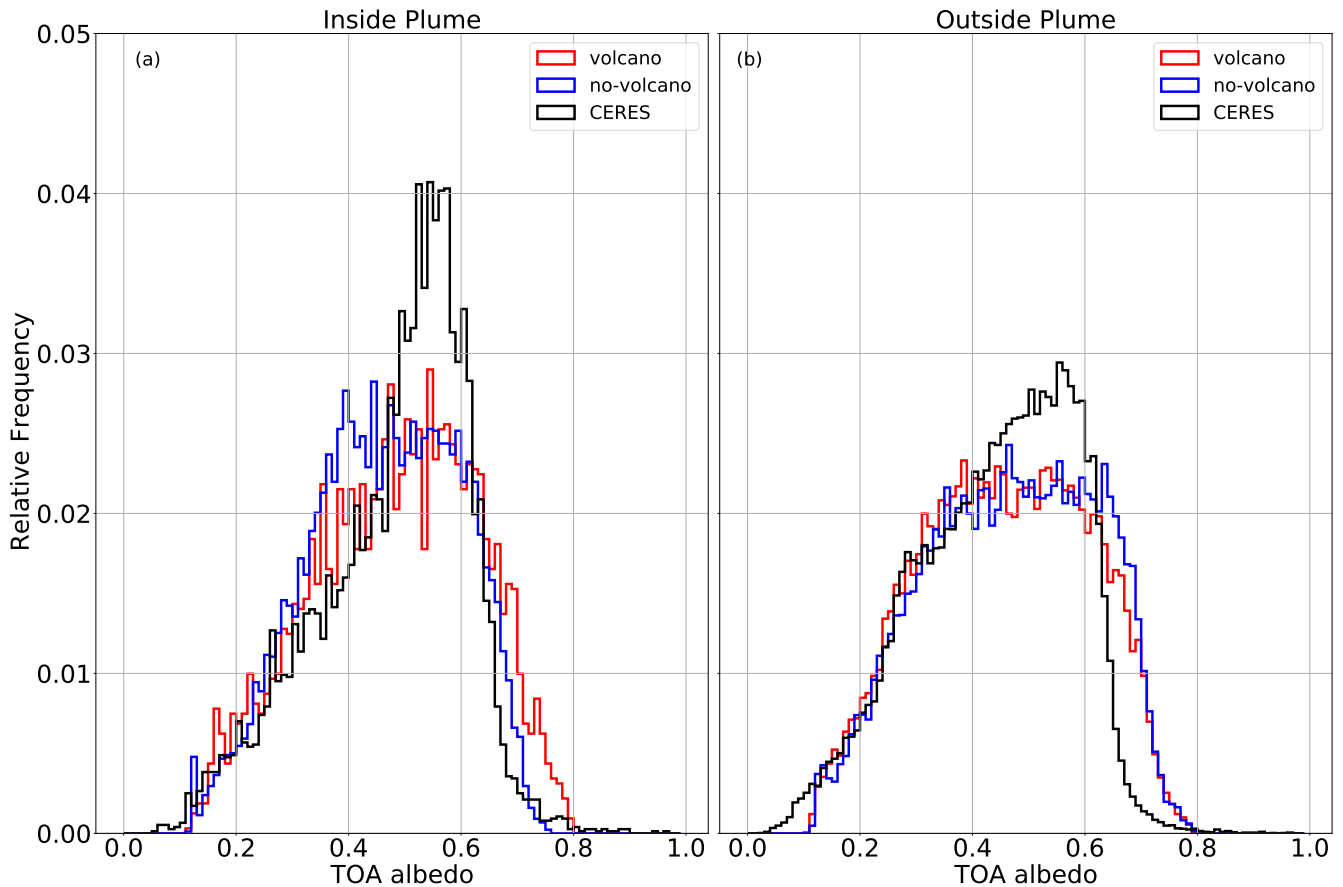 Inside Plume
Outside Plume
0.05
0.04
0.03
0.02
0.01
0.00
Relative Frequency
(a)
volcano
no-volcano
CERES
(b)
volcano
no-volcano
CERES
0.0 0.2 0.4 0.6 0.8 1.0
0.0 0.2 0.4 0.6 0.8 1.0
TOA albedo
TOA albedo